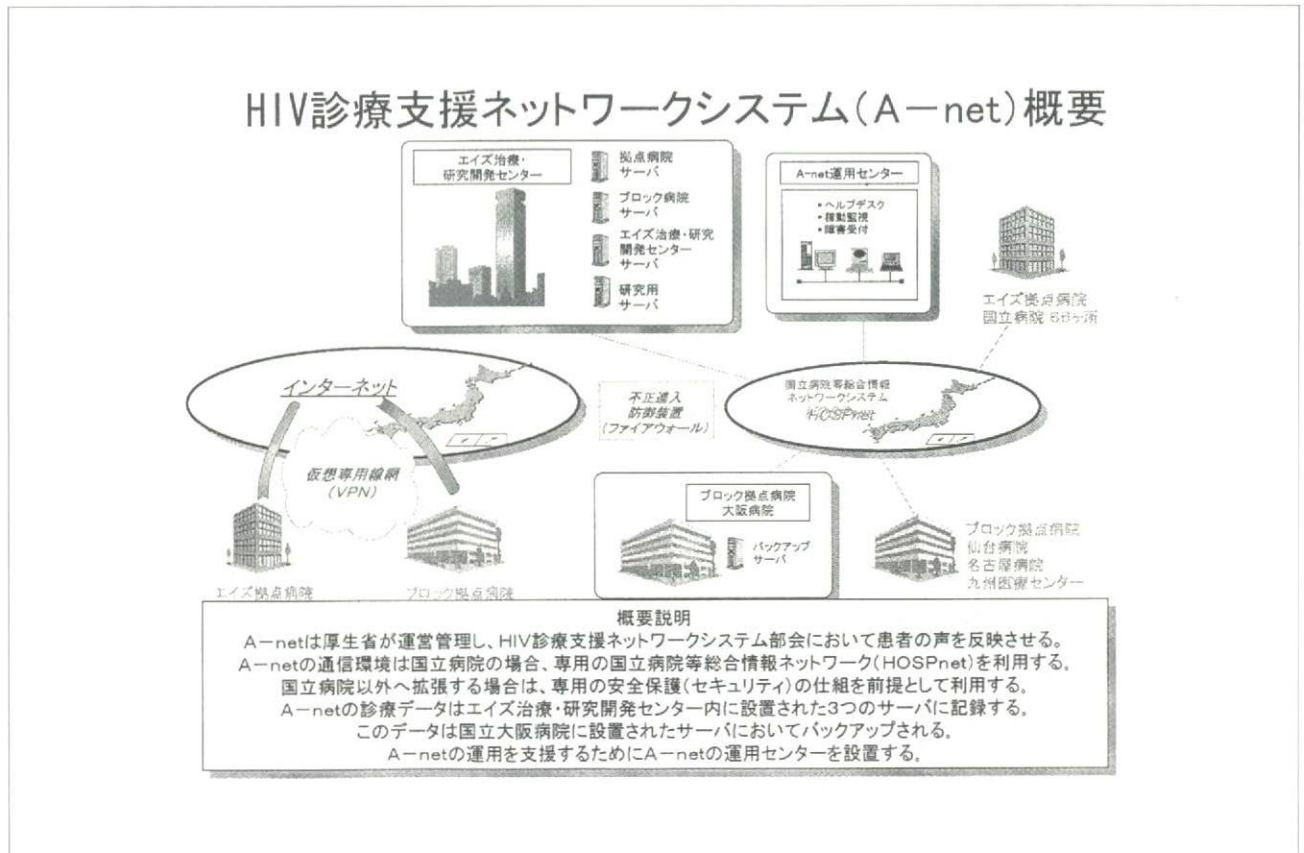 HIV診療支援ネットワークシステム(A－net)概要
エイズ治療・
研究開発センター
拠点病院
サーバ
ブロック病院
サーバ
エイズ治療・研究
開発センター
サーバ
研究用
サーバ
A-net運用センター
・ヘルプデスク
・稼動監視
・障害受付
エイズ拠点病院
国立病院 66ヶ所
インターネット
不正進入
防御装置
(ファイアウォール)
国立病院等総合情報
ネットワークシステム
HOSPnet
仮想専用線網
(VPN)
エイズ拠点病院
ブロック拠点病院
ブロック拠点病院
大阪病院
バックアップ
サーバ
ブロック拠点病院
仙台病院
名古屋病院
九州医療センター
概要説明
A－netは厚生省が運営管理し、HIV診療支援ネットワークシステム部会において患者の声を反映させる。
A－netの通信環境は国立病院の場合、専用の国立病院等総合情報ネットワーク(HOSPnet)を利用する。
国立病院以外へ拡張する場合は、専用の安全保護(セキュリティ)の仕組を前提として利用する。
A－netの診療データはエイズ治療・研究開発センター内に設置された3つのサーバに記録する。
このデータは国立大阪病院に設置されたサーバにおいてバックアップされる。
A－netの運用を支援するためにA－netの運用センターを設置する。